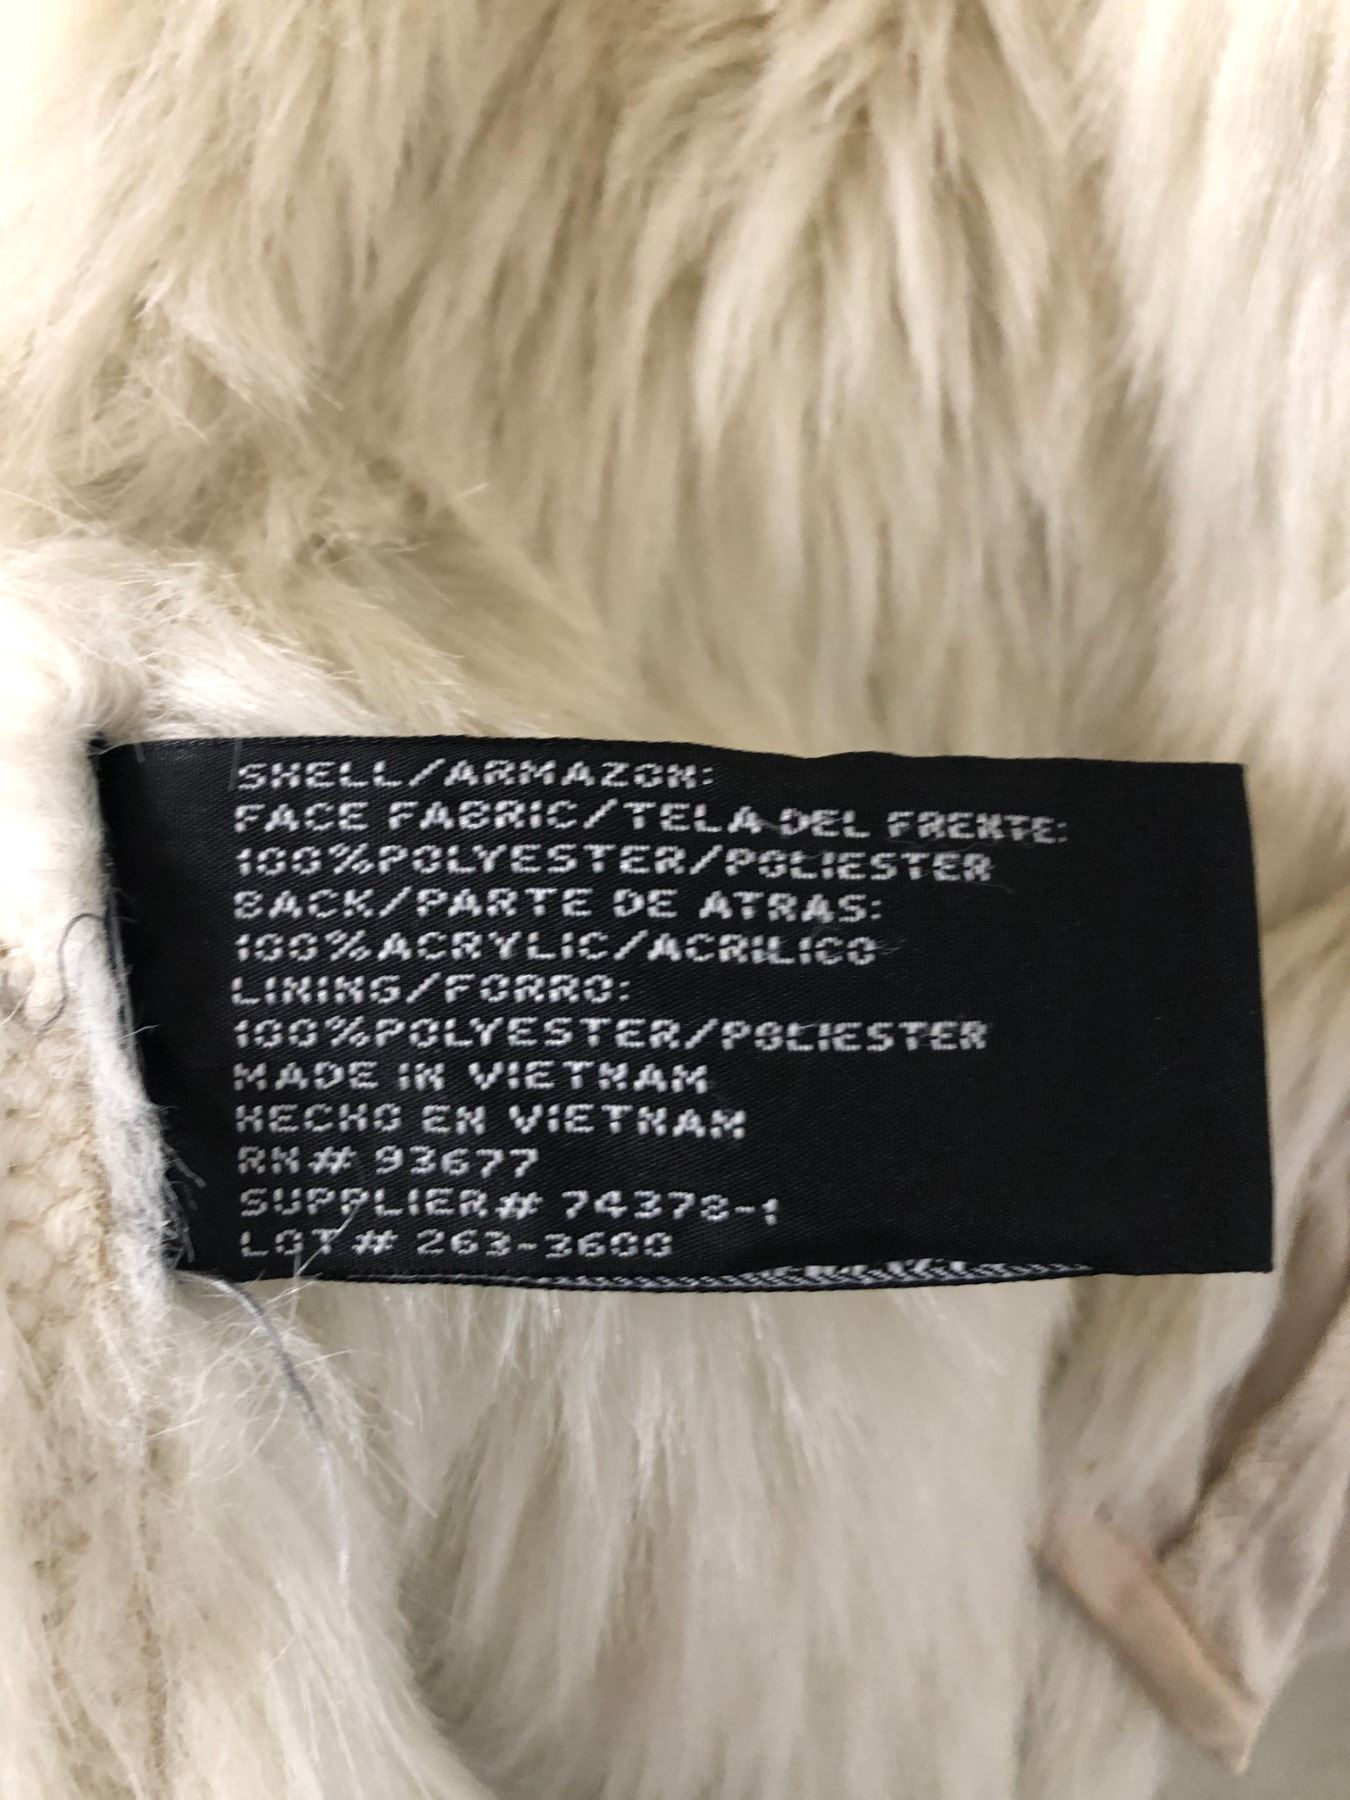 SHELL/ARMAZON:
FACE FABRIC/TELA DEL FRENTE:
100%POLYESTER/POLIESTER
BACK/PARTE DE ATRAS:
100%ACRYLIC/ACRILICO
LINING/FORRO:
100%POLYESTER/POLIESTER
MADE IN VIETNAM
HECHO EN VIETNAM
RN# 93677
SUPPLIER# 74378-1
LOT# 263-3600